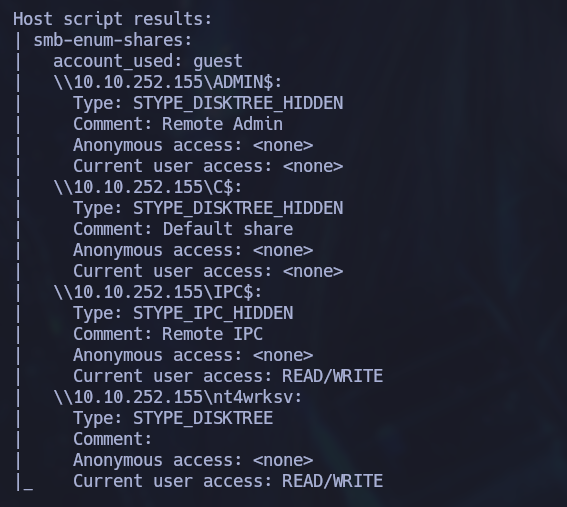 Host script results:
| smb-enum-shares:
|   account_used: guest
|   \\10.10.252.155\ADMIN$:
|     Type: STYPE_DISKTREE_HIDDEN
|     Comment: Remote Admin
|     Anonymous access: <none>
|     Current user access: <none>
|   \\10.10.252.155\C$:
|     Type: STYPE_DISKTREE_HIDDEN
|     Comment: Default share
|     Anonymous access: <none>
|     Current user access: <none>
|   \\10.10.252.155\IPC$:
|     Type: STYPE_IPC_HIDDEN
|     Comment: Remote IPC
|     Anonymous access: <none>
|     Current user access: READ/WRITE
|   \\10.10.252.155\nt4wrksv:
|     Type: STYPE_DISKTREE
|     Comment:
|     Anonymous access: <none>
|_    Current user access: READ/WRITE